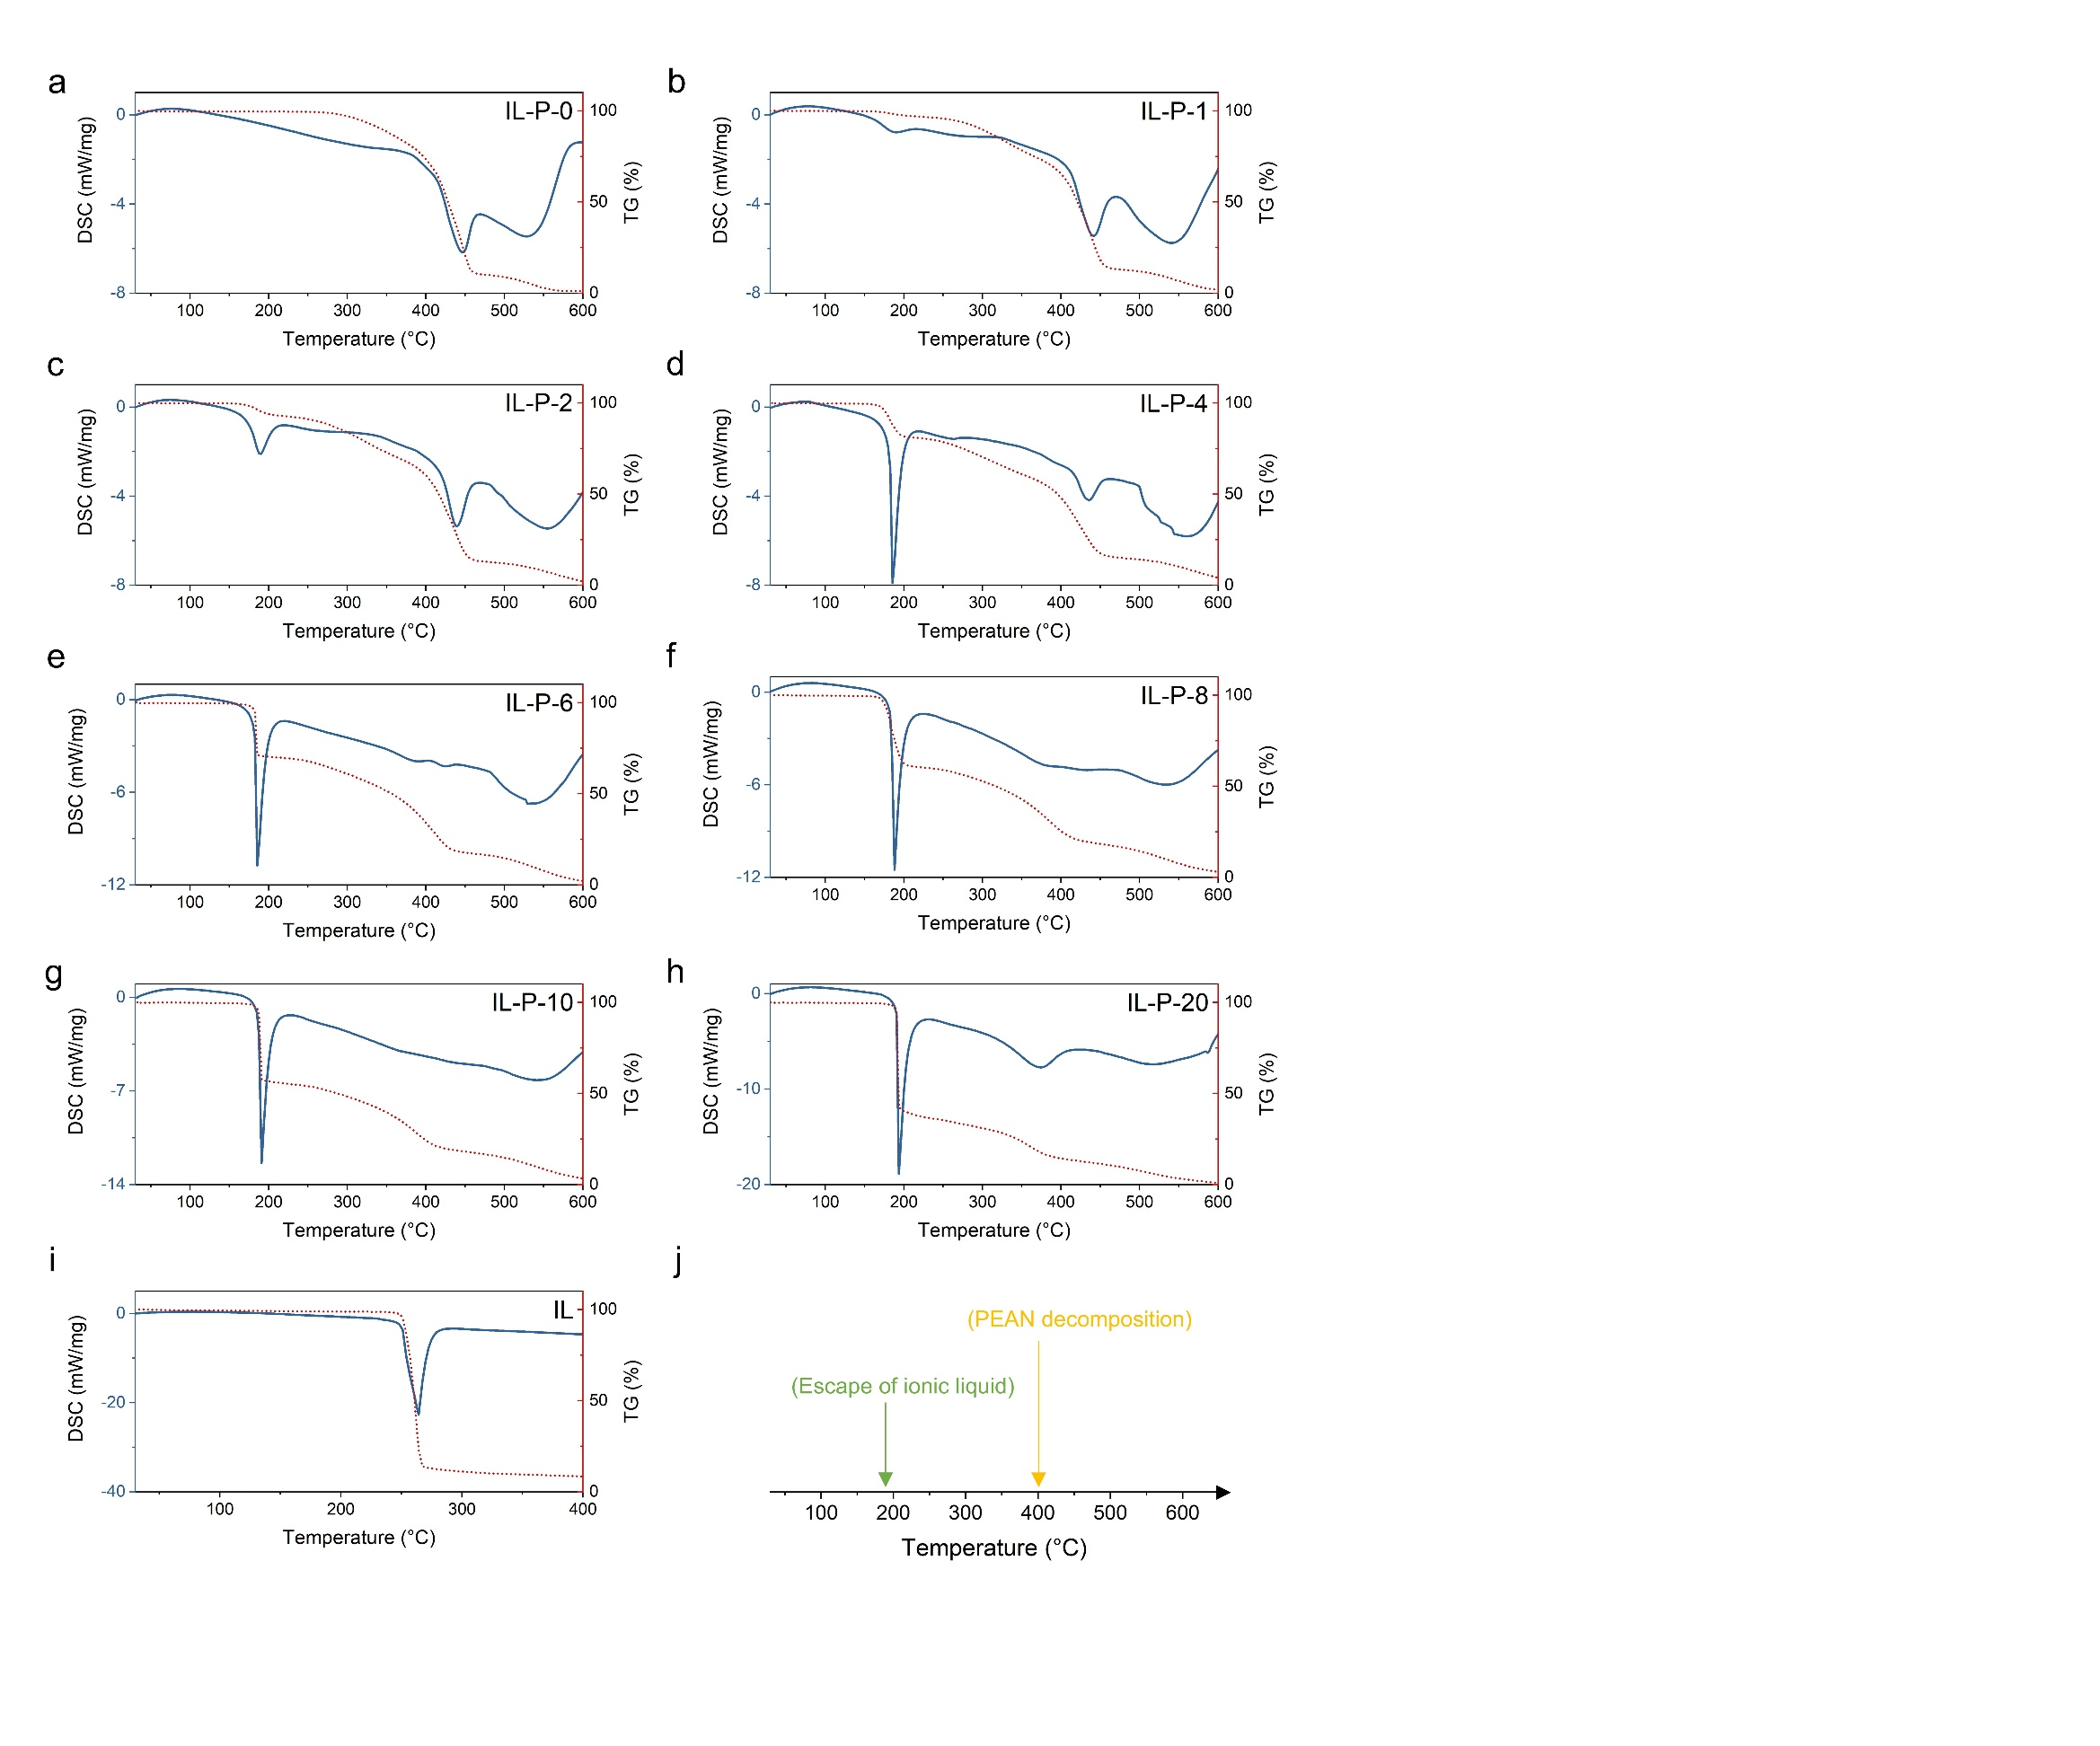 a
IL-P-0
DSC (mW/mg)
0
-4
-8
TG (%)
100
50
0
100 200 300 400 500 600
Temperature (°C)
b
IL-P-1
DSC (mW/mg)
0
-4
-8
TG (%)
100
50
0
100 200 300 400 500 600
Temperature (°C)
c
IL-P-2
DSC (mW/mg)
0
-4
-8
TG (%)
100
50
0
100 200 300 400 500 600
Temperature (°C)
d
IL-P-4
DSC (mW/mg)
0
-4
-8
TG (%)
100
50
0
100 200 300 400 500 600
Temperature (°C)
e
IL-P-6
DSC (mW/mg)
0
-6
-12
TG (%)
100
50
0
100 200 300 400 500 600
Temperature (°C)
f
IL-P-8
DSC (mW/mg)
0
-6
-12
TG (%)
100
50
0
100 200 300 400 500 600
Temperature (°C)
g
IL-P-10
DSC (mW/mg)
0
-7
-14
TG (%)
100
50
0
100 200 300 400 500 600
Temperature (°C)
h
IL-P-20
DSC (mW/mg)
0
-10
-20
TG (%)
100
50
0
100 200 300 400 500 600
Temperature (°C)
i
IL
DSC (mW/mg)
0
-20
-40
TG (%)
100
50
0
100 200 300 400
Temperature (°C)
j
(PEAN decomposition)
(Escape of ionic liquid)
100 200 300 400 500 600
Temperature (°C)